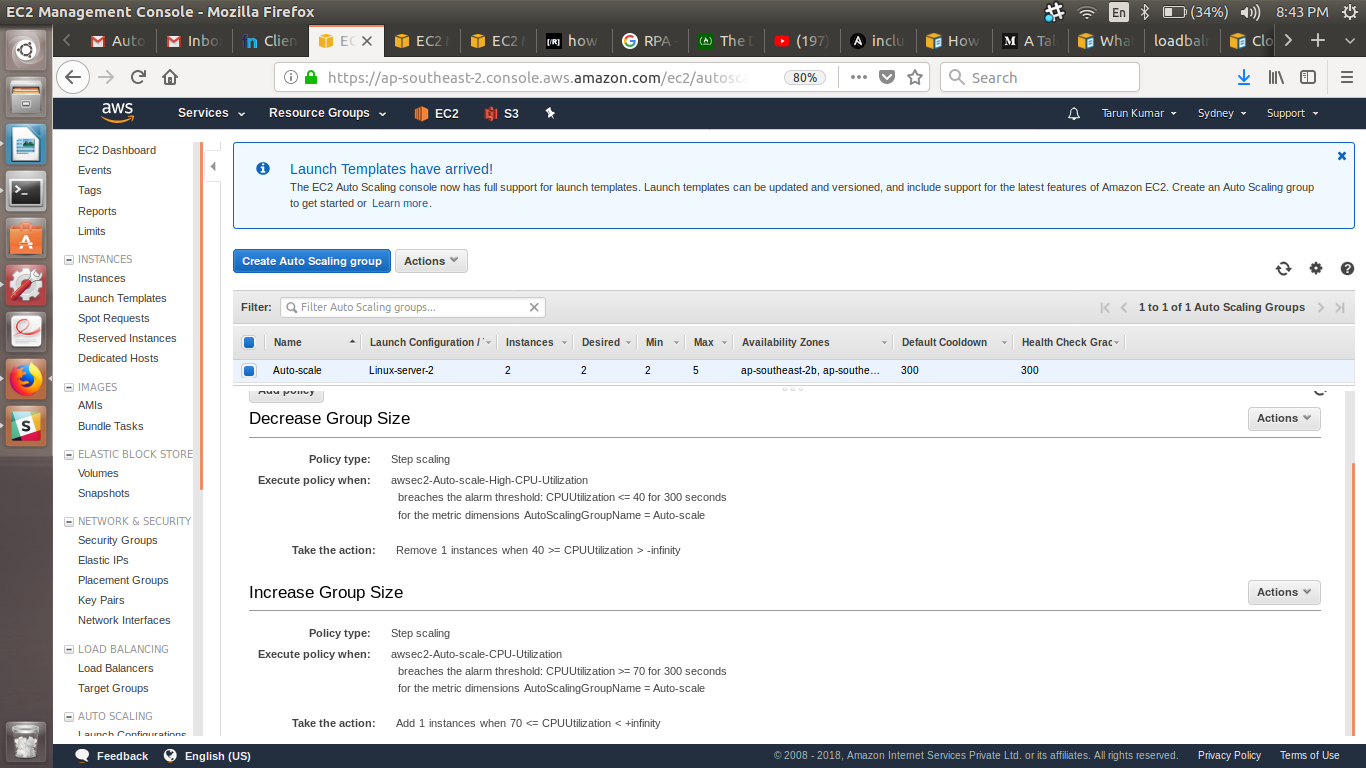 EC2 Management Console - Mozilla Firefox
En
(34%)
8:43 PM
Auto
Inbo
Clien
EC
EC2
EC2
how
RPA
The D
(197)
inclu
How
A Tal
What
loadbaln
Clo
https://ap-southeast-2.console.aws.amazon.com/ec2/autosc
80%
Search
aws
Services
Resource Groups
EC2
S3
Tarun Kumar
Sydney
Support
EC2 Dashboard
Events
Tags
Reports
Limits
INSTANCES
Instances
Launch Templates
Spot Requests
Reserved Instances
Dedicated Hosts
IMAGES
AMIs
Bundle Tasks
ELASTIC BLOCK STORE
Volumes
Snapshots
NETWORK & SECURITY
Security Groups
Elastic IPs
Placement Groups
Key Pairs
Network Interfaces
LOAD BALANCING
Load Balancers
Target Groups
AUTO SCALING
Launch Configurations
Launch Templates have arrived!
The EC2 Auto Scaling console now has full support for launch templates. Launch templates can be updated and versioned, and include support for the latest features of Amazon EC2. Create an Auto Scaling group
to get started or Learn more.
Create Auto Scaling group
Actions
Filter:
Filter Auto Scaling groups...
1 to 1 of 1 Auto Scaling Groups
Name
Launch Configuration /
Instances
Desired
Min
Max
Availability Zones
Default Cooldown
Health Check Grac
Auto-scale
Linux-server-2
2
2
2
5
ap-southeast-2b, ap-southe...
300
300
Add policy
Decrease Group Size
Actions
Policy type: Step scaling
Execute policy when: awsec2-Auto-scale-High-CPU-Utilization
breaches the alarm threshold: CPUUtilization <= 40 for 300 seconds
for the metric dimensions AutoScalingGroupName = Auto-scale
Take the action: Remove 1 instances when 40 >= CPUUtilization > -infinity
Increase Group Size
Actions
Policy type: Step scaling
Execute policy when: awsec2-Auto-scale-CPU-Utilization
breaches the alarm threshold: CPUUtilization >= 70 for 300 seconds
for the metric dimensions AutoScalingGroupName = Auto-scale
Take the action: Add 1 instances when 70 <= CPUUtilization < +infinity
Feedback
English (US)
© 2008 - 2018, Amazon Internet Services Private Ltd. or its affiliates. All rights reserved.
Privacy Policy
Terms of Use